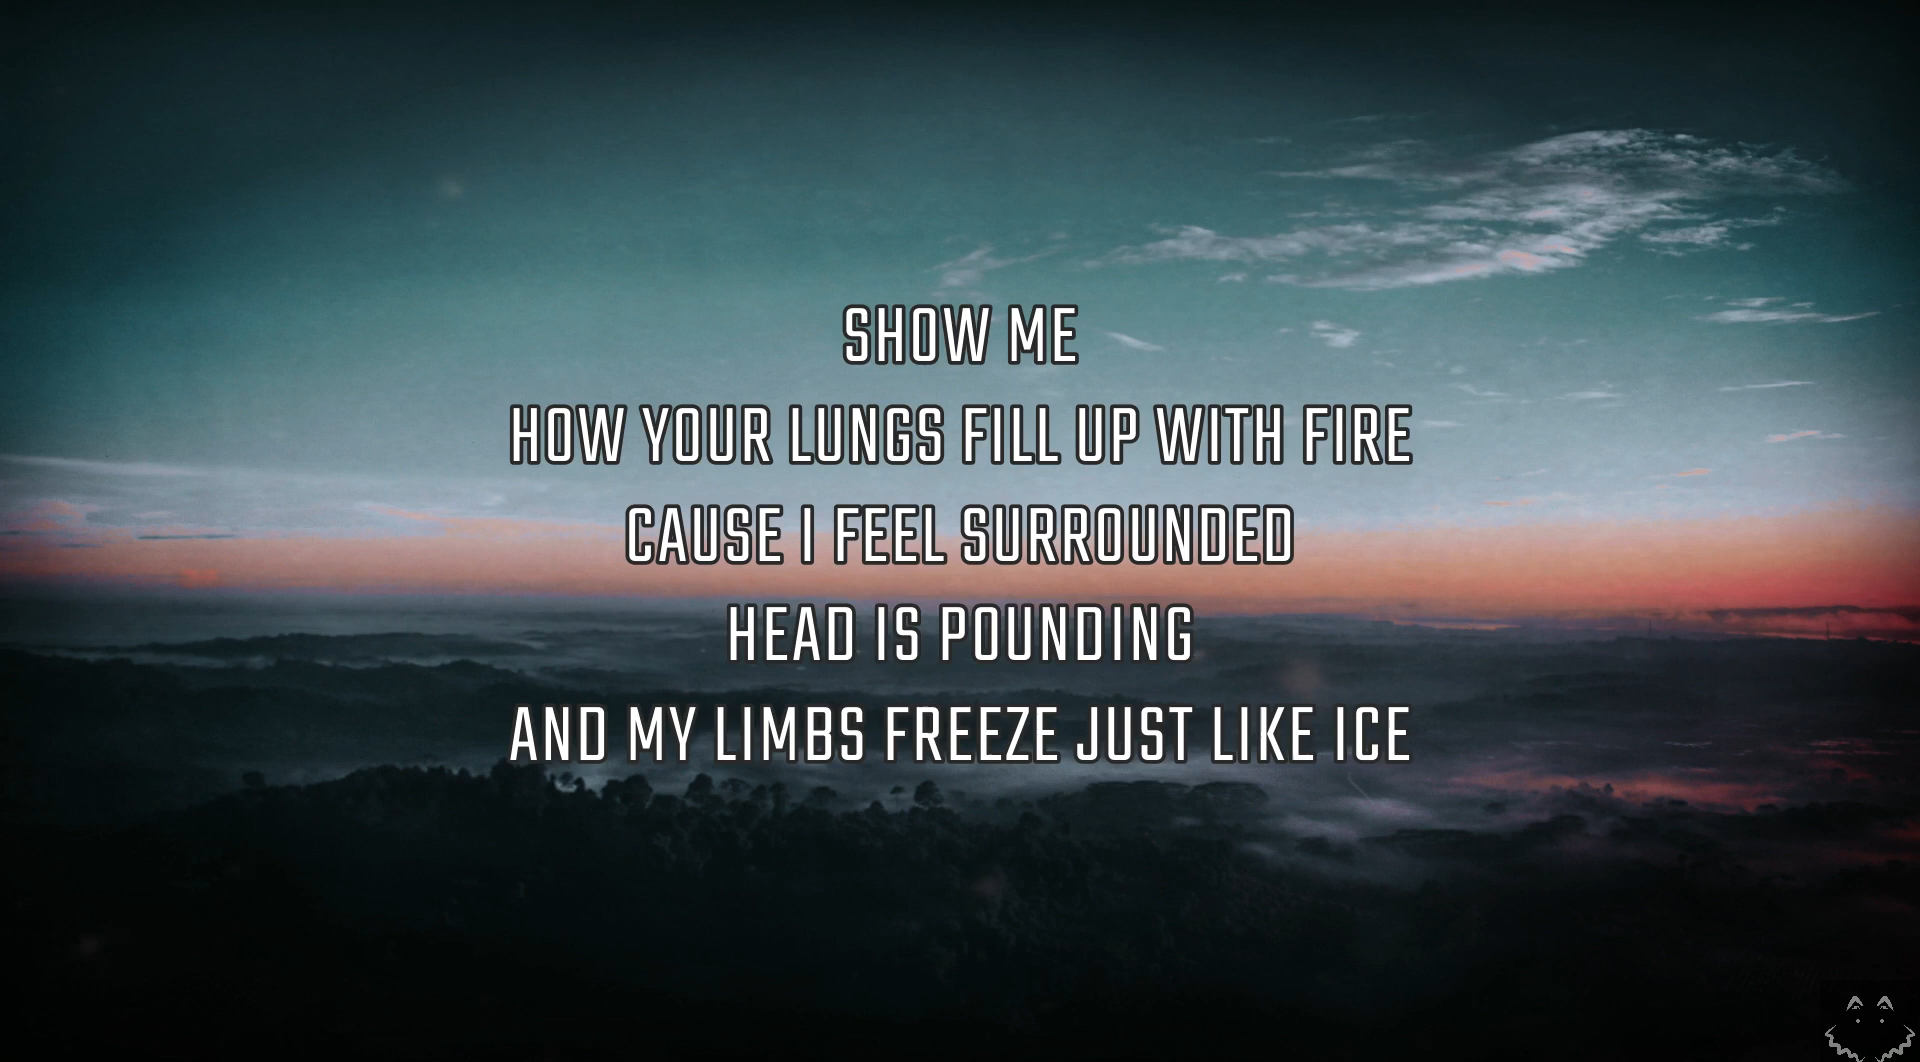 SHOW ME
HOW YOUR LUNGS FILL UP WITH FIRE
CAUSE I FEEL SURROUNDED
HEAD IS POUNDING
AND MY LIMBS FREEZE JUST LIKE ICE